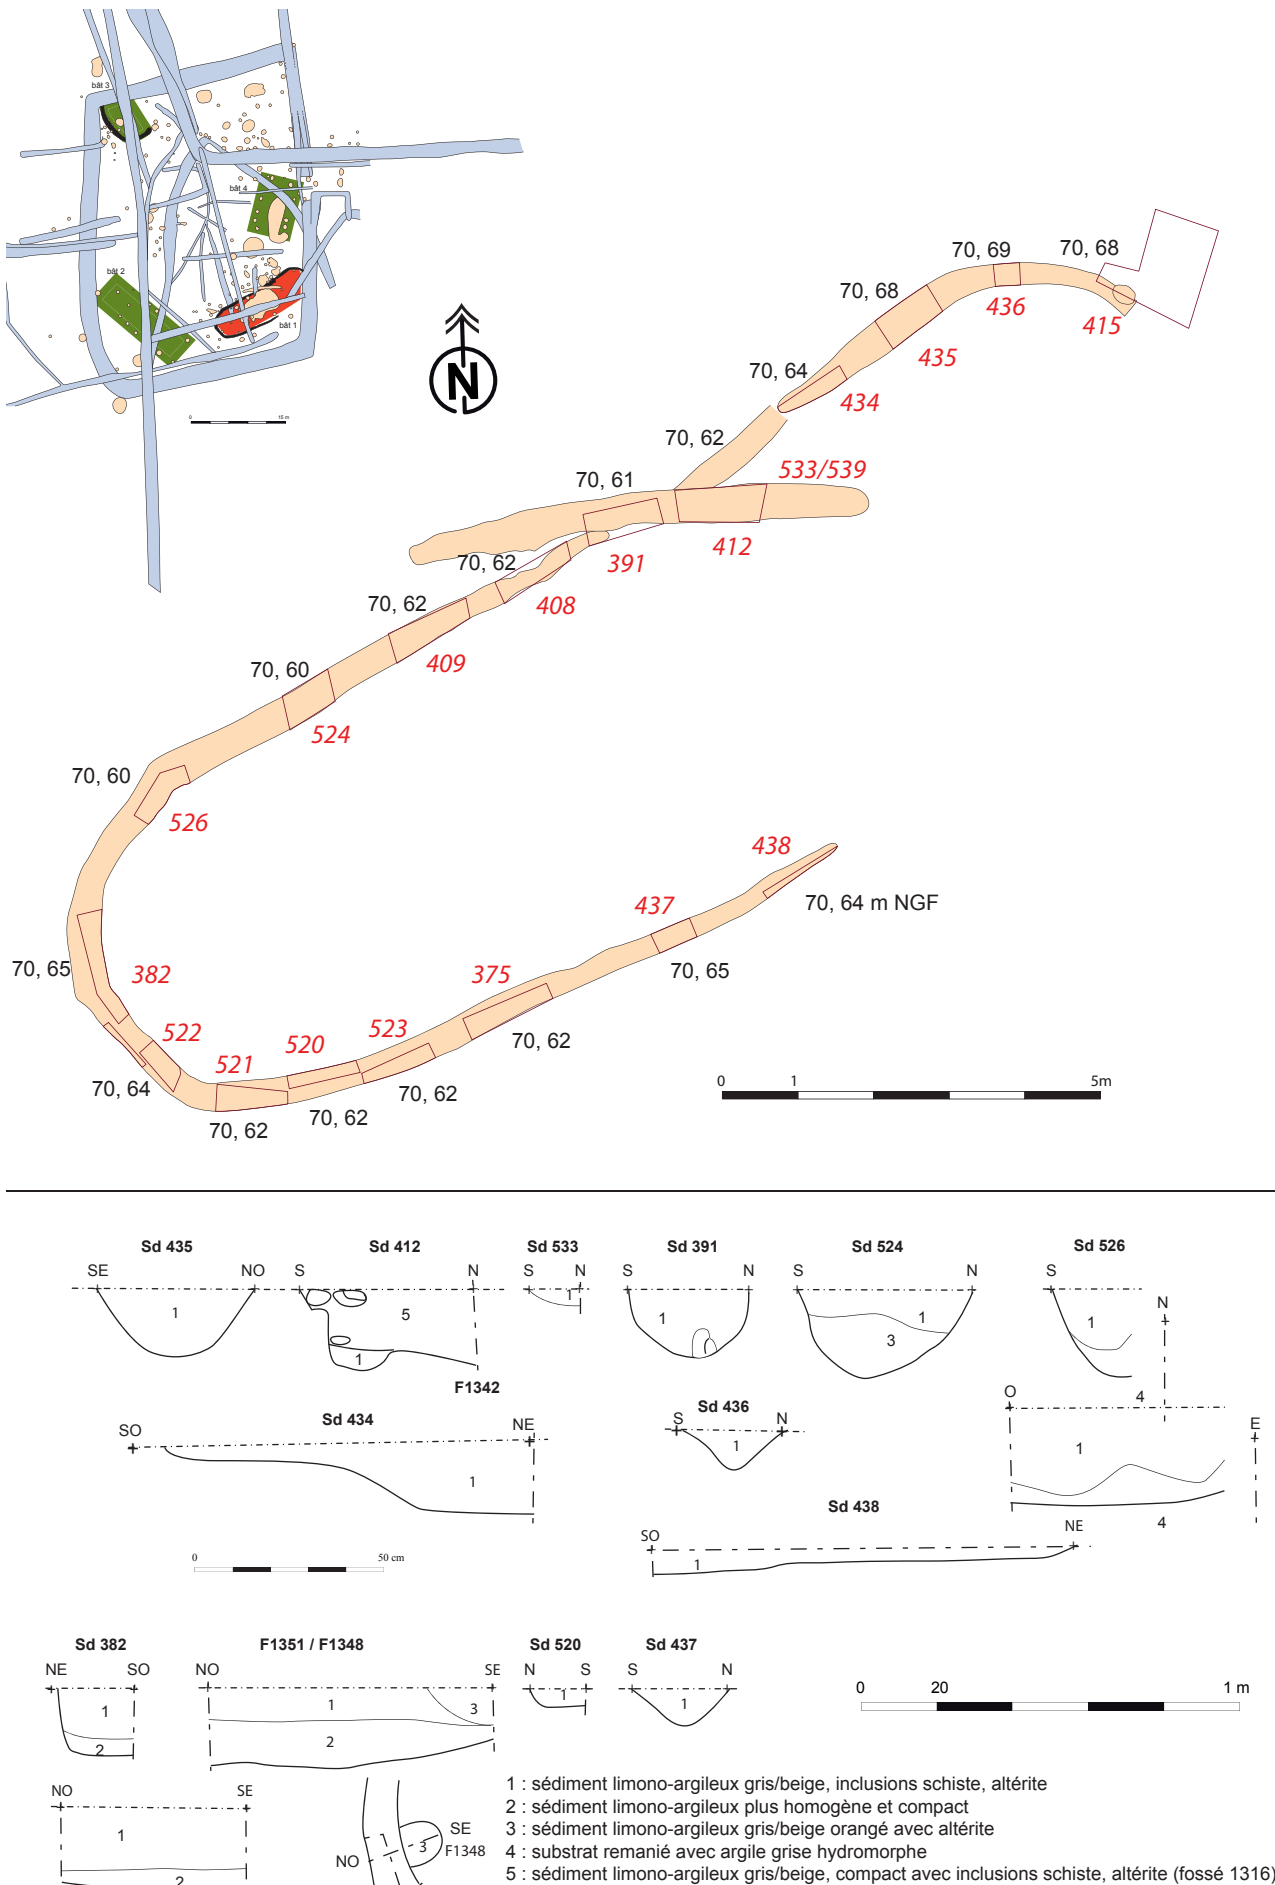 bât 3
bât 4
bât 2
bât 1
0 15 m
N
70, 69
70, 68
436
415
70, 68
435
70, 64
434
70, 62
533/539
70, 61
412
391
70, 62
408
70, 62
409
70, 60
524
70, 60
526
438
70, 64 m NGF
437
70, 65
375
70, 62
70, 65
382
522
523
520
521
70, 64
70, 62
70, 62
70, 62
0 1 5m
Sd 435
SE NO
1
Sd 412
S N
5
1
F1342
Sd 533
S N
1
Sd 391
S N
1
Sd 524
S N
1
3
Sd 526
S
N
1
4
O
E
1
4
Sd 434
SO NE
1
Sd 436
S N
1
Sd 438
SO NE
1
0 50 cm
Sd 382
NE SO
1
2
F1351 / F1348
NO SE
1
3
2
Sd 520
N S
1
Sd 437
S N
1
0 20 1 m
NO SE
1
2
SE
F1348
3
NO
1 : sédiment limono-argileux gris/beige, inclusions schiste, altérite
2 : sédiment limono-argileux plus homogène et compact
3 : sédiment limono-argileux gris/beige orangé avec altérite
4 : substrat remanié avec argile grise hydromorphe
5 : sédiment limono-argileux gris/beige, compact avec inclusions schiste, altérite (fossé 1316)